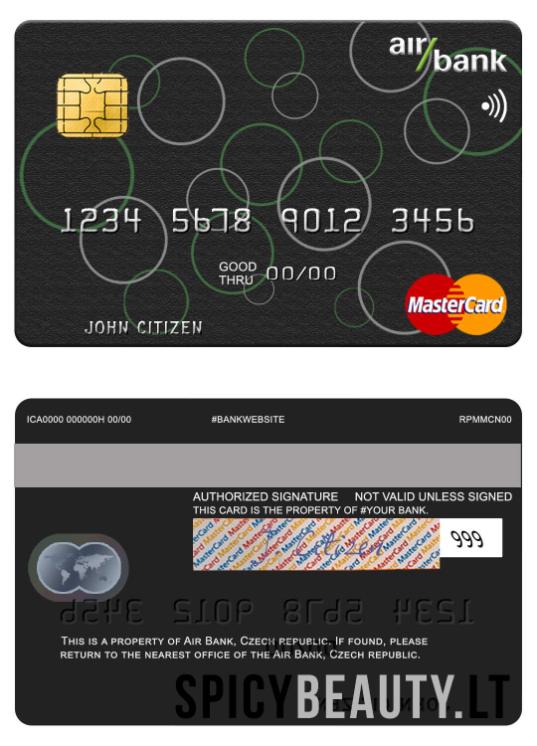 air bank
1234 5678 9012 3456
GOOD THRU 00/00
JOHN CITIZEN
MasterCard
ICA0000 000000H 00/00 #BANKWEBSITE RPMMCN00
AUTHORIZED SIGNATURE NOT VALID UNLESS SIGNED
THIS CARD IS THE PROPERTY OF #YOUR BANK.
999
THIS IS A PROPERTY OF AIR BANK, CZECH REPUBLIC. IF FOUND, PLEASE
RETURN TO THE NEAREST OFFICE OF THE AIR BANK, CZECH REPUBLIC.
SPICYBEAUTY.LT